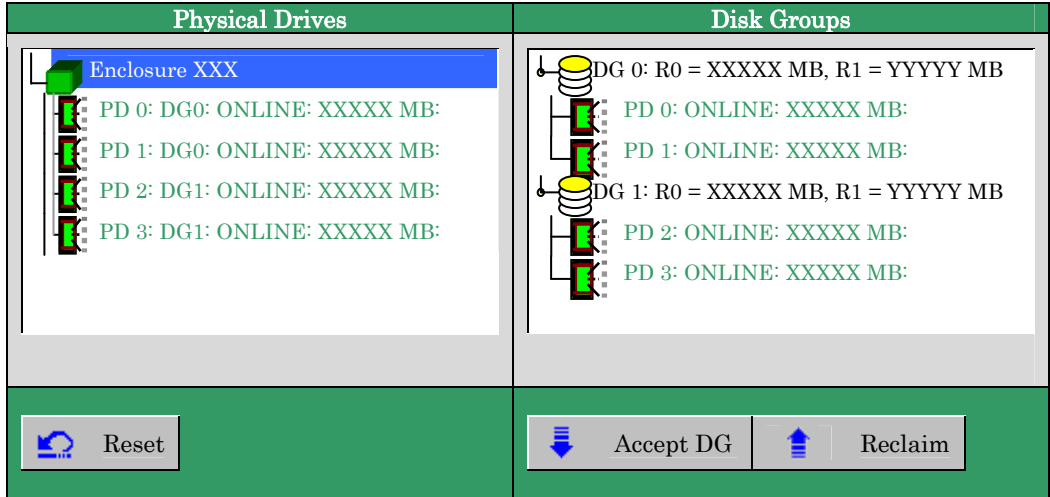 Physical Drives
Enclosure XXX
PD 0: DG0: ONLINE: XXXXX MB:
PD 1: DG0: ONLINE: XXXXX MB:
PD 2: DG1: ONLINE: XXXXX MB:
PD 3: DG1: ONLINE: XXXXX MB:
Reset
Disk Groups
DG 0: R0 = XXXXX MB, R1 = YYYYY MB
PD 0: ONLINE: XXXXX MB:
PD 1: ONLINE: XXXXX MB:
DG 1: R0 = XXXXX MB, R1 = YYYYY MB
PD 2: ONLINE: XXXXX MB:
PD 3: ONLINE: XXXXX MB:
Accept DG
Reclaim